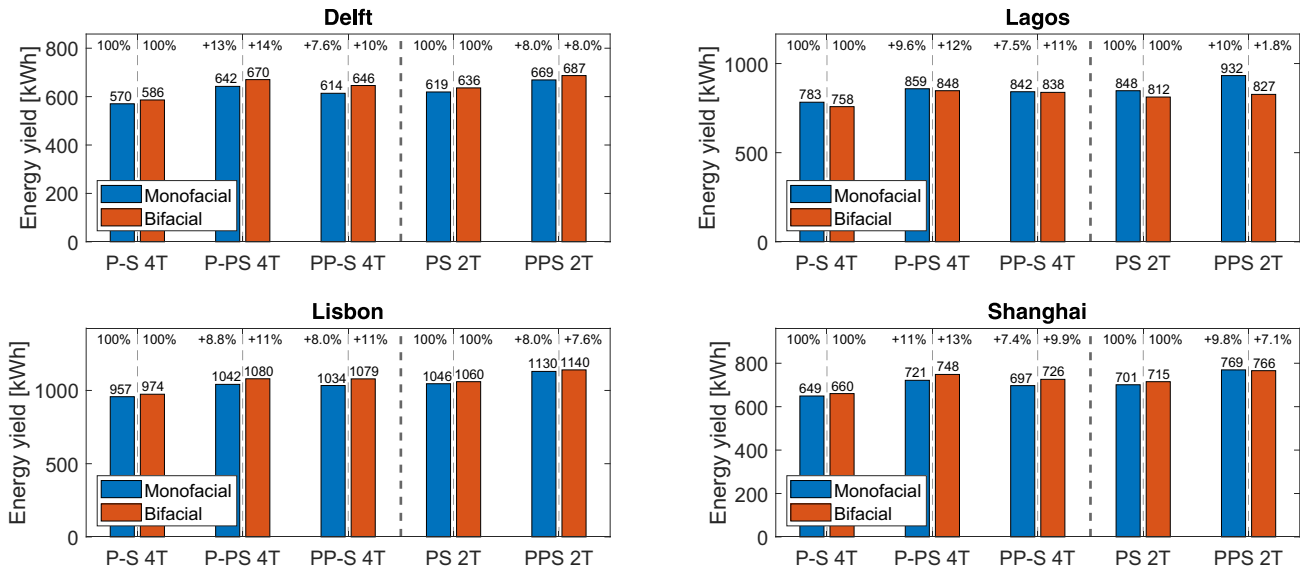 Delft
Energy yield [kWh]
800
600
400
200
0
100% 100% +13% +14% +7.6% +10% 100% 100% +8.0% +8.0%
570 586 642 670 614 646 619 636 669 687
Monofacial
Bifacial
P-S 4T P-PS 4T PP-S 4T PS 2T PPS 2T
Lagos
Energy yield [kWh]
1000
500
0
100% 100% +9.6% +12% +7.5% +11% 100% 100% +10% +1.8%
783 758 859 848 842 838 848 812 932 827
Monofacial
Bifacial
P-S 4T P-PS 4T PP-S 4T PS 2T PPS 2T
Lisbon
Energy yield [kWh]
1000
500
0
100% 100% +8.8% +11% +8.0% +11% 100% 100% +8.0% +7.6%
957 974 1042 1080 1034 1079 1046 1060 1130 1140
Monofacial
Bifacial
P-S 4T P-PS 4T PP-S 4T PS 2T PPS 2T
Shanghai
Energy yield [kWh]
800
600
400
200
0
100% 100% +11% +13% +7.4% +9.9% 100% 100% +9.8% +7.1%
649 660 721 748 697 726 701 715 769 766
Monofacial
Bifacial
P-S 4T P-PS 4T PP-S 4T PS 2T PPS 2T